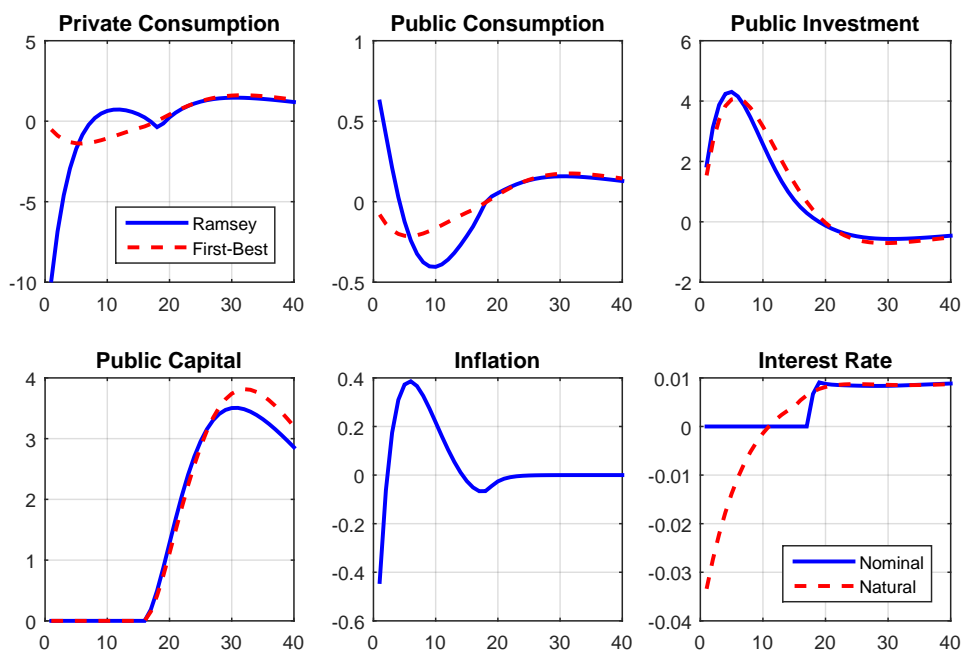 Private Consumption
5
0
-5
-10
0 10 20 30 40
Ramsey
First-Best
Public Consumption
1
0.5
0
-0.5
0 10 20 30 40
Public Investment
6
4
2
0
-2
0 10 20 30 40
Public Capital
4
3
2
1
0
0 10 20 30 40
Inflation
0.4
0.2
0
-0.2
-0.4
-0.6
0 10 20 30 40
Interest Rate
0.01
0
-0.01
-0.02
-0.03
-0.04
0 10 20 30 40
Nominal
Natural